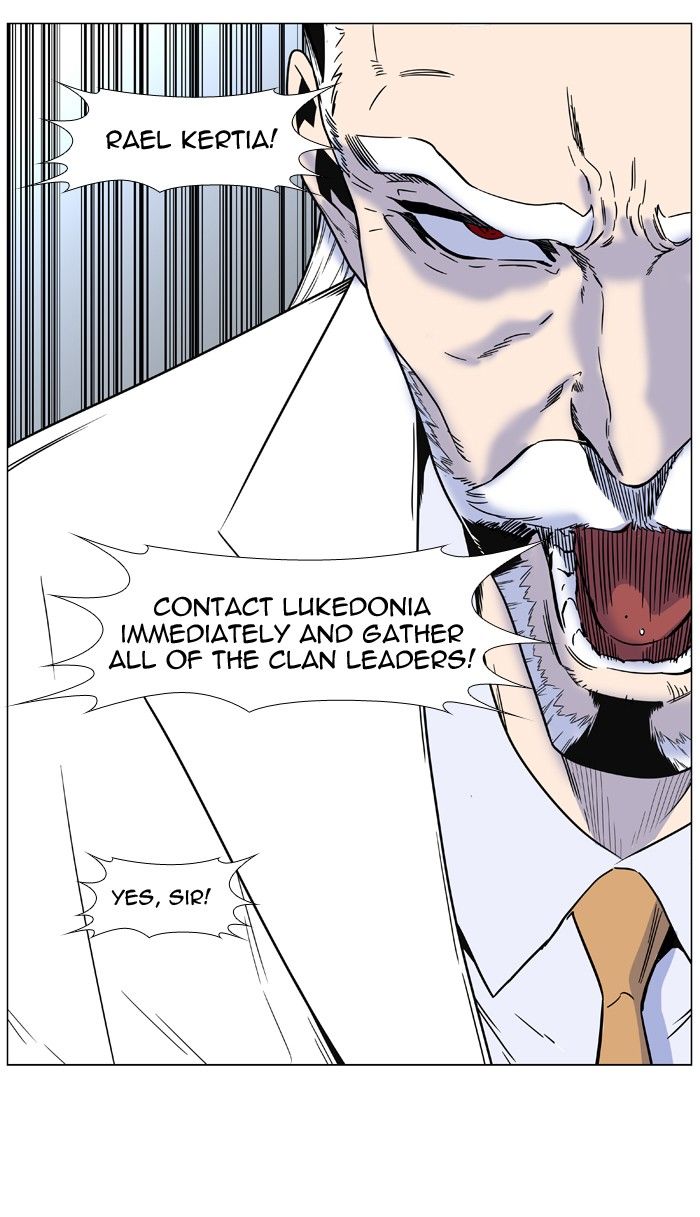 RAEL KERTIA!
CONTACT LUKEDONIA
IMMEDIATELY AND GATHER
ALL OF THE CLAN LEADERS!
YES, SIR!